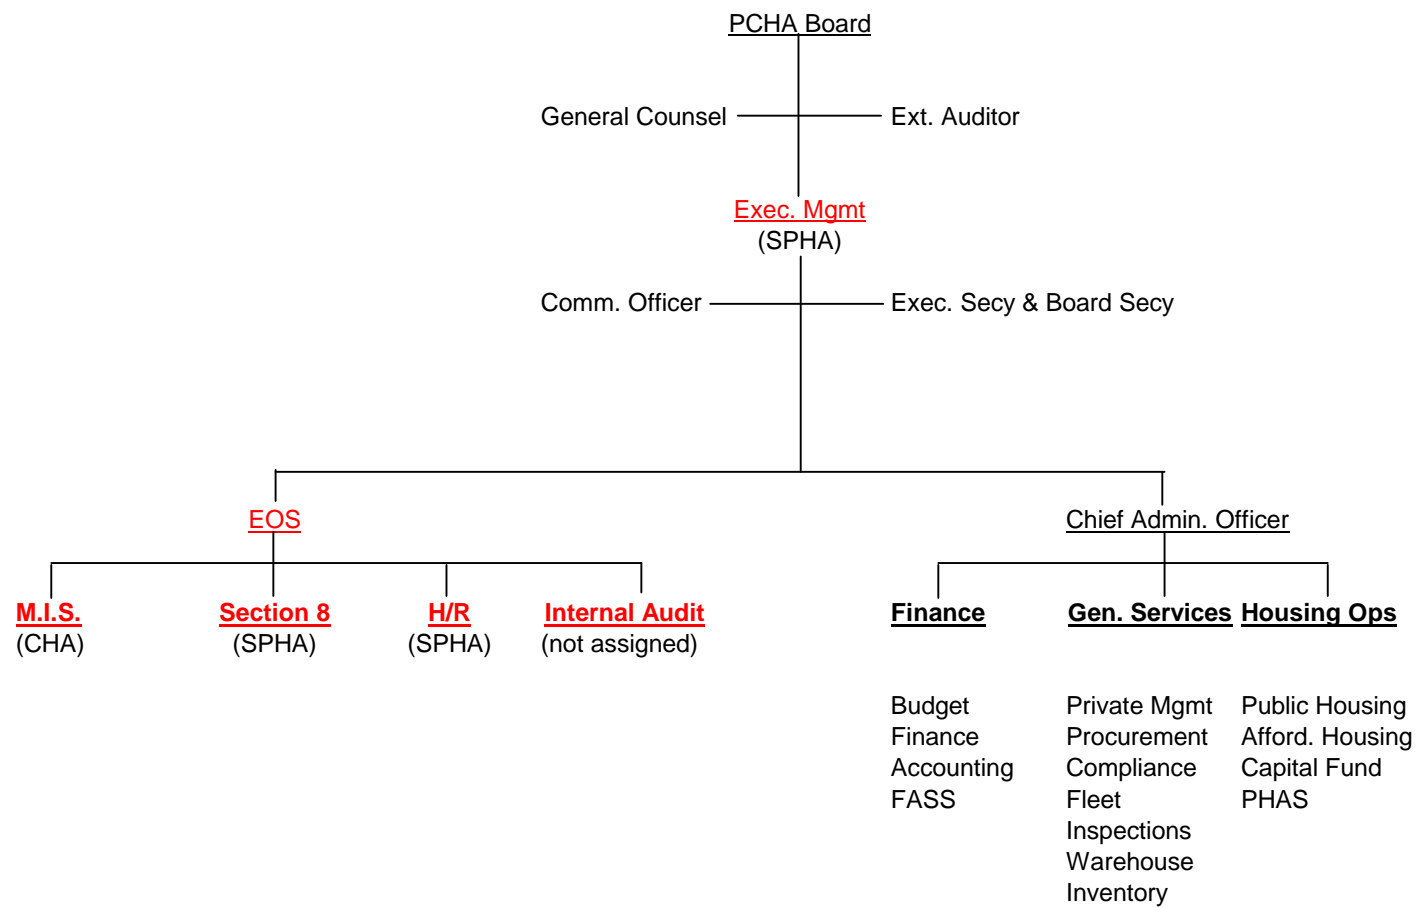 PCHA Board
General Counsel Ext. Auditor
Exec. Mgmt
(SPHA)
Comm. Officer Exec. Secy & Board Secy
EOS Chief Admin. Officer
M.I.S. Section 8 H/R Internal Audit Finance Gen. Services Housing Ops
(CHA) (SPHA) (SPHA) (not assigned)
Budget Private Mgmt Public Housing
Finance Procurement Afford. Housing
Accounting Compliance Capital Fund
FASS Fleet PHAS
Inspections
Warehouse
Inventory